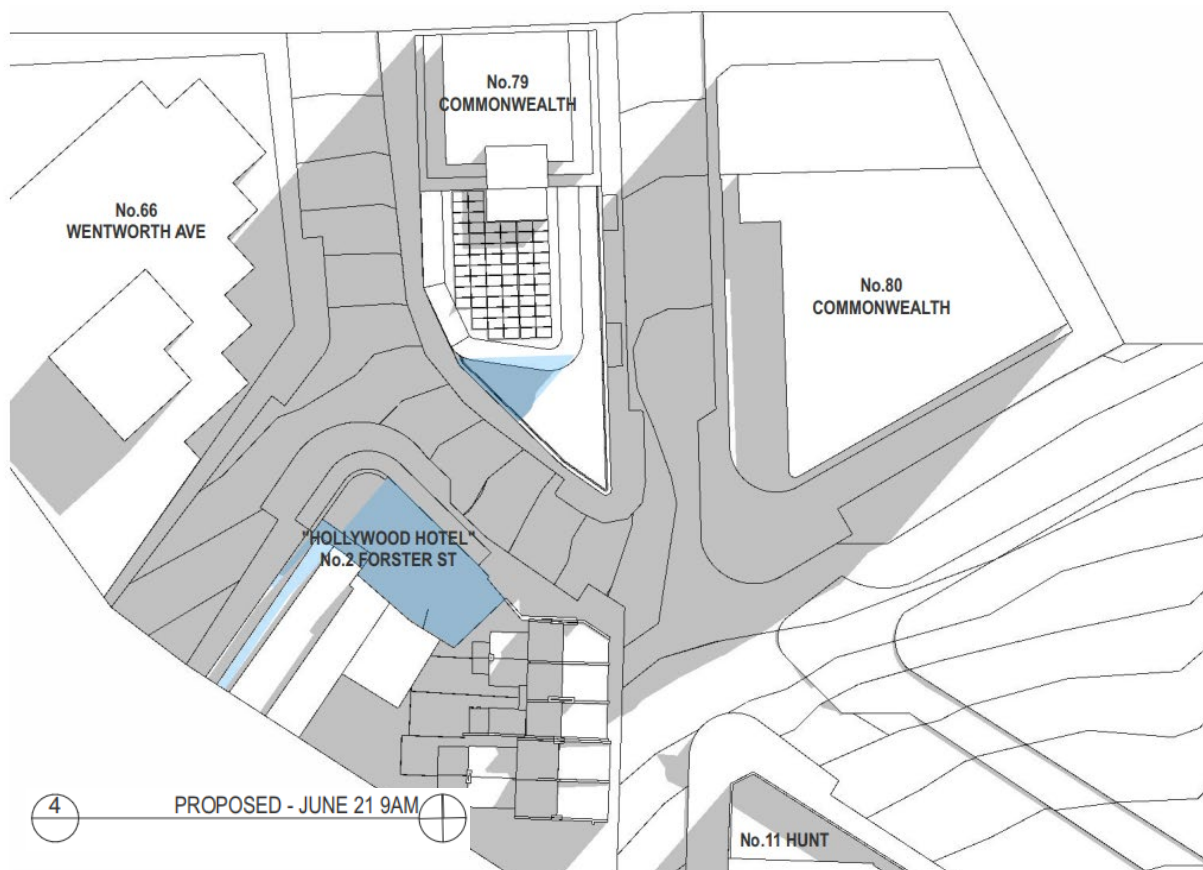 No.79
COMMONWEALTH
No.66
WENTWORTH AVE
No.80
COMMONWEALTH
"HOLLYWOOD HOTEL"
No.2 FORSTER ST
4
PROPOSED - JUNE 21 9AM
No.11 HUNT